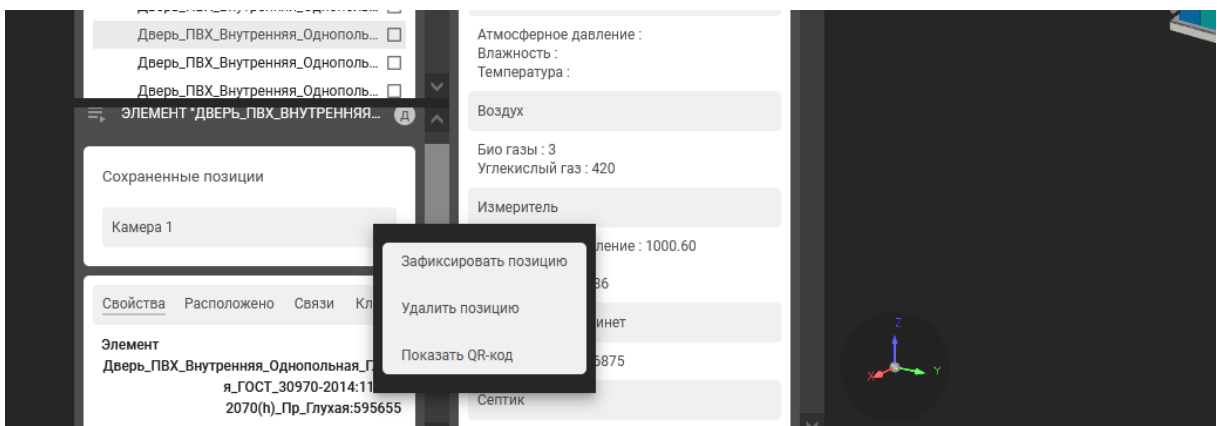 Дверь_ПВХ_Внутренняя_Однополь...
Дверь_ПВХ_Внутренняя_Однополь...
Дверь_ПВХ_Внутренняя_Однополь...
ЭЛЕМЕНТ "ДВЕРЬ_ПВХ_ВНУТРЕННЯЯ...
Д
Сохраненные позиции
Камера 1
Свойства Расположено Связи Кл
Элемент
Дверь_ПВХ_Внутренняя_Однопольная_Г
я_ГОСТ_30970-2014:11
2070(h)_Пр_Глухая:595655
Зафиксировать позицию
Удалить позицию
Показать QR-код
Атмосферное давление :
Влажность :
Температура :
Воздух
Био газы : 3
Углекислый газ : 420
Измеритель
ление : 1000.60
36
инет
6875
Септик
Z
X
Y